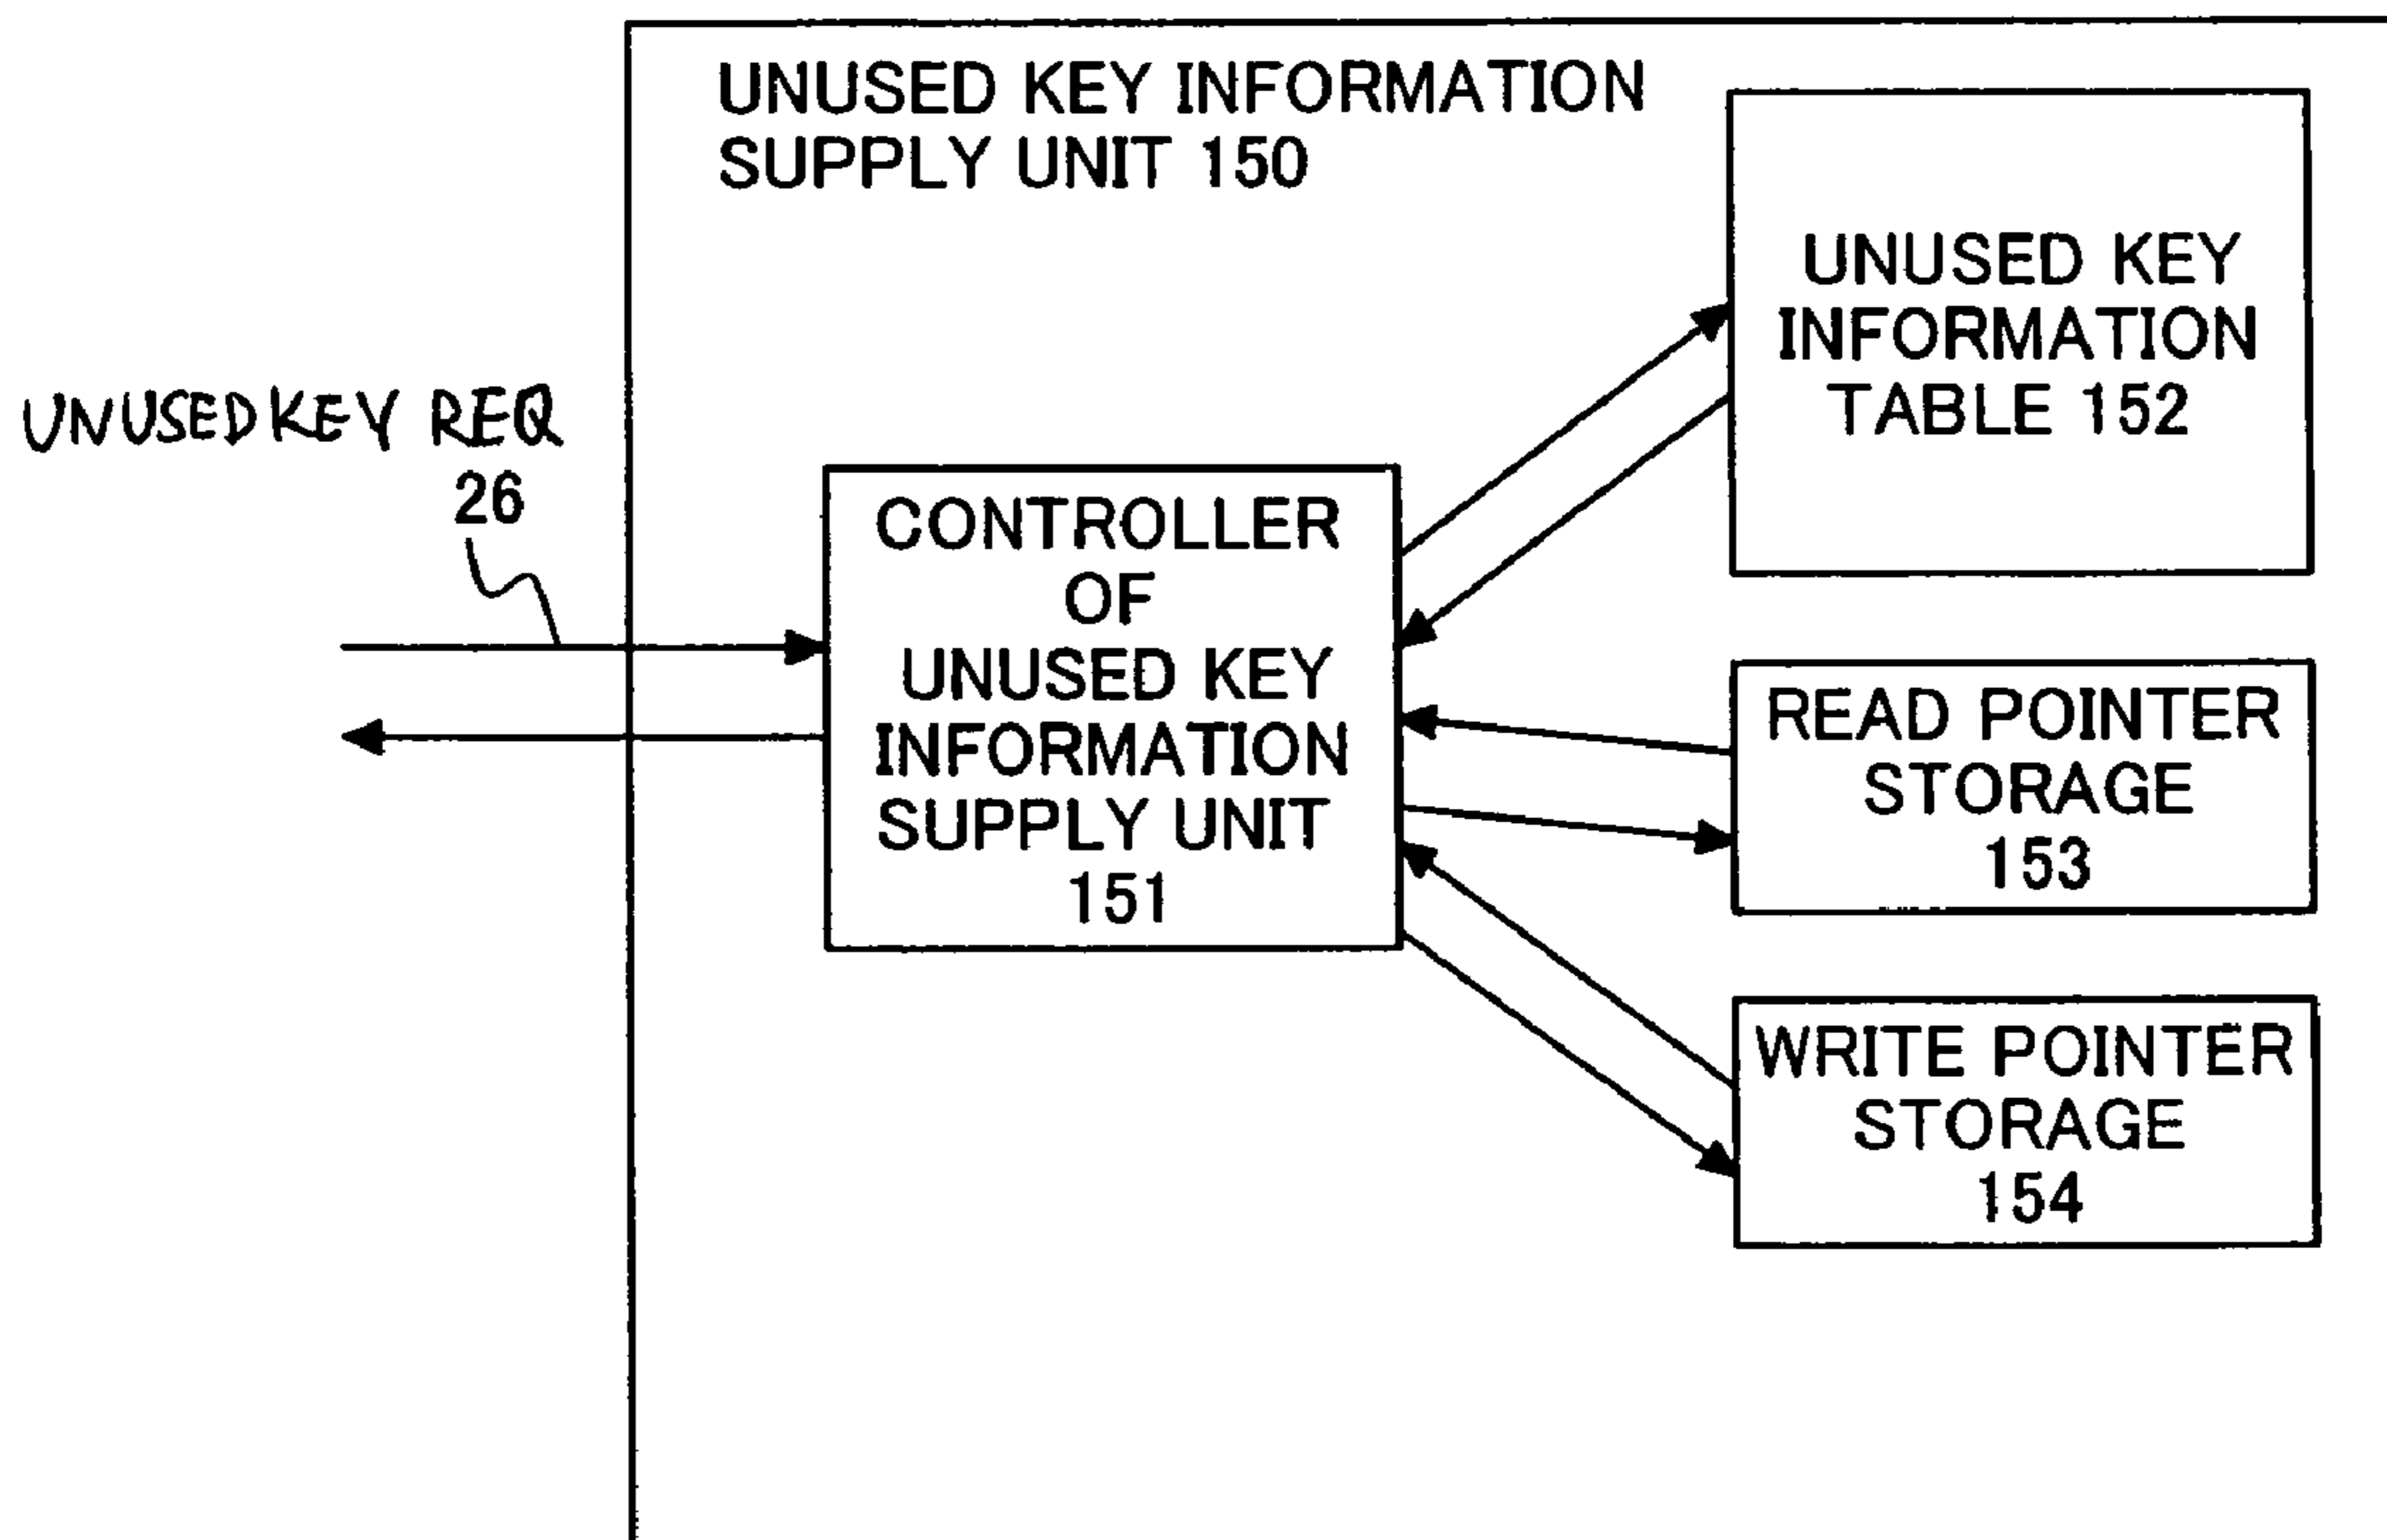 UNUSED KEY INFORMATION
SUPPLY UNIT 150
UNUSED KEY
INFORMATION
TABLE 152
UNUSEDKEY REQ
26
CONTROLLER
OF
UNUSED KEY
INFORMATION
SUPPLY UNIT
151
READ POINTER
STORAGE
153
WRITE POINTER
STORAGE
154